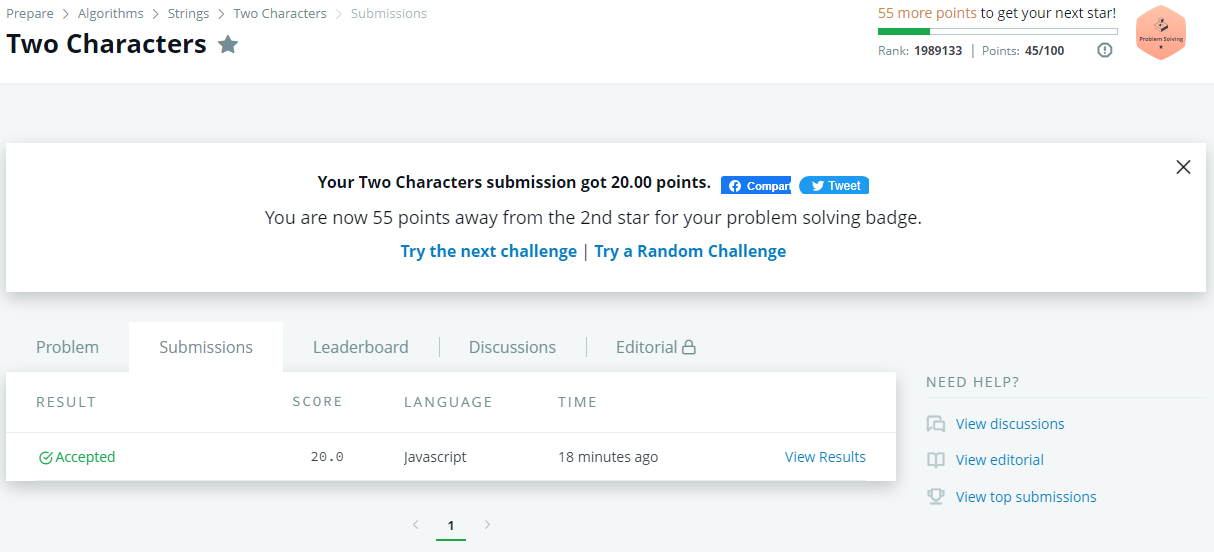 Prepare > Algorithms > Strings > Two Characters > Submissions
Two Characters
55 more points to get your next star!
Rank: 1989133 | Points: 45/100
Problem Solving
Your Two Characters submission got 20.00 points. Compart Tweet
You are now 55 points away from the 2nd star for your problem solving badge.
Try the next challenge | Try a Random Challenge
Problem Submissions Leaderboard Discussions Editorial
RESULT SCORE LANGUAGE TIME
Accepted 20.0 Javascript 18 minutes ago View Results
1
NEED HELP?
View discussions
View editorial
View top submissions